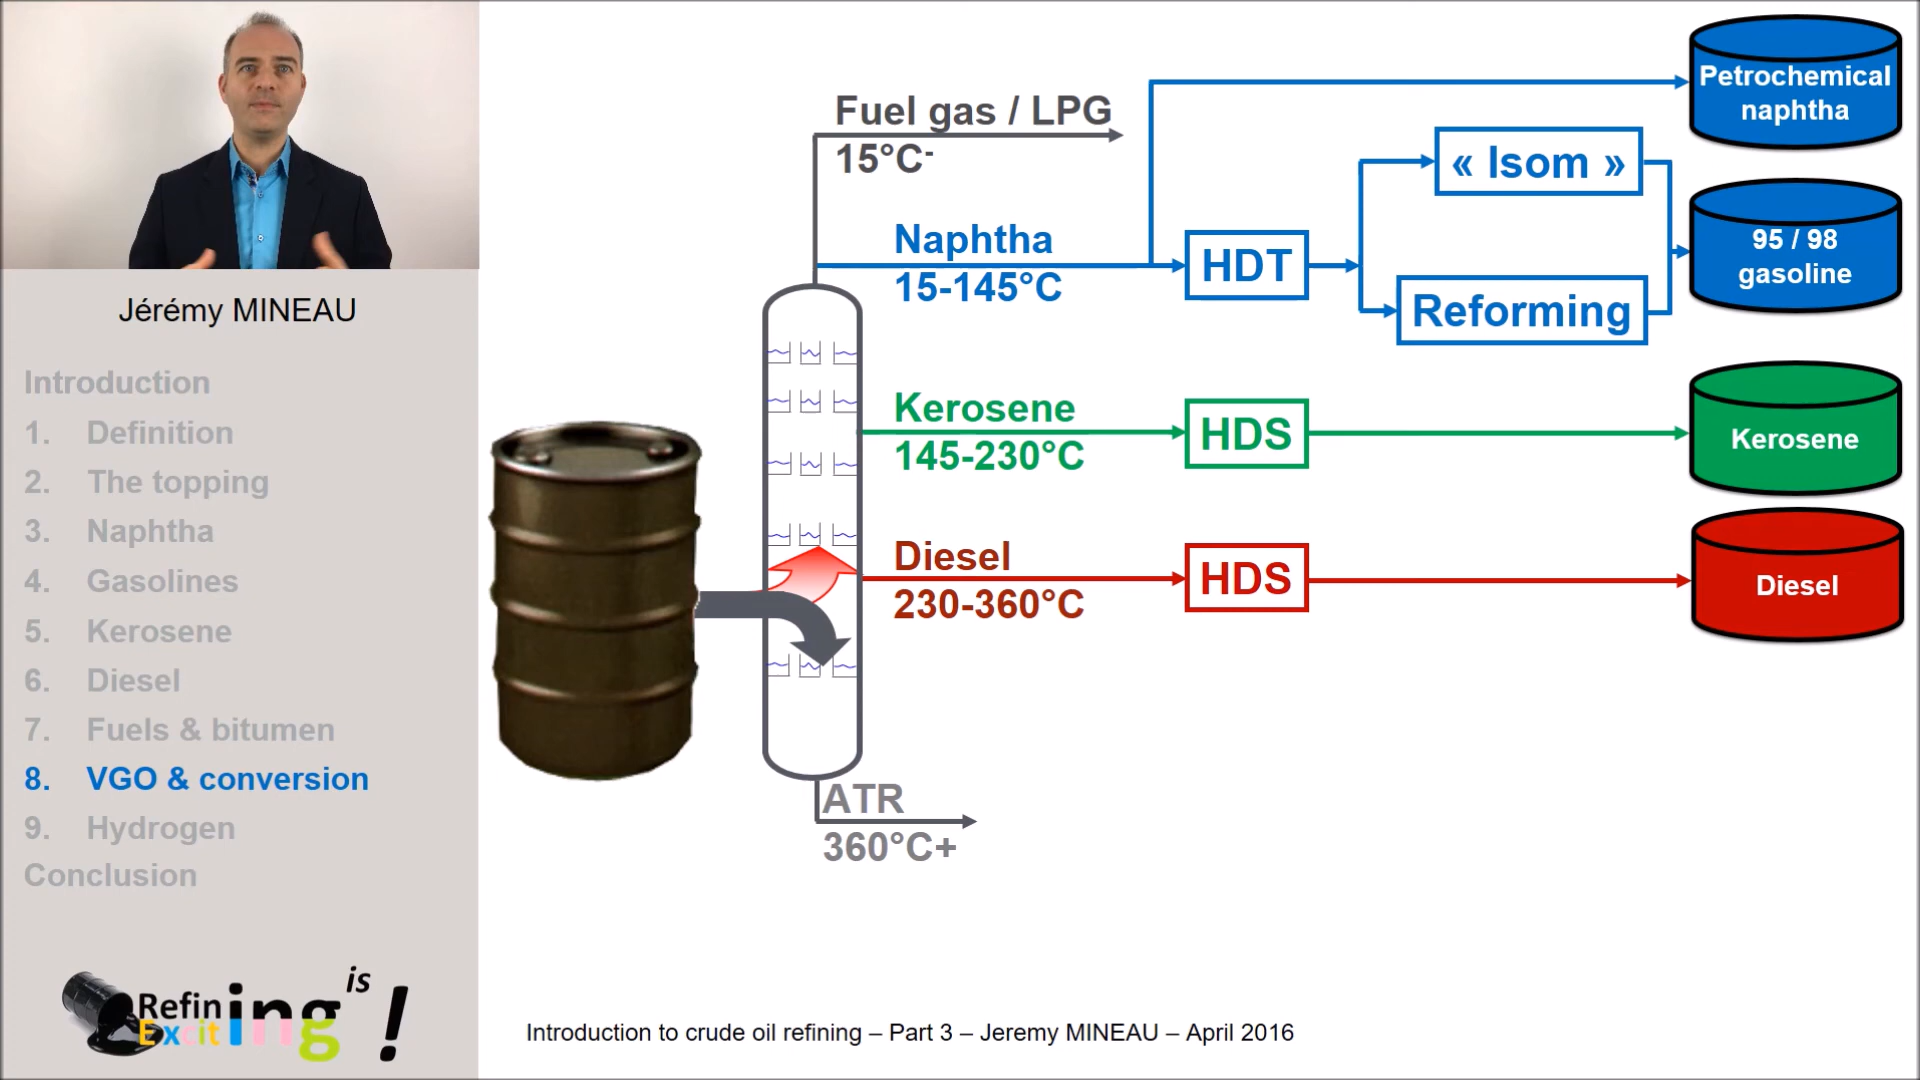 Jérémy MINEAU
Introduction
1. Definition
2. The topping
3. Naphtha
4. Gasolines
5. Kerosene
6. Diesel
7. Fuels & bitumen
8. VGO & conversion
9. Hydrogen
Conclusion
Refining is
Exciting !
Fuel gas / LPG
15°C-
Naphtha
15-145°C
HDT
« Isom »
Reforming
Petrochemical
naphtha
95 / 98
gasoline
Kerosene
145-230°C
HDS
Kerosene
Diesel
230-360°C
HDS
Diesel
ATR
360°C+
Introduction to crude oil refining – Part 3 – Jeremy MINEAU – April 2016